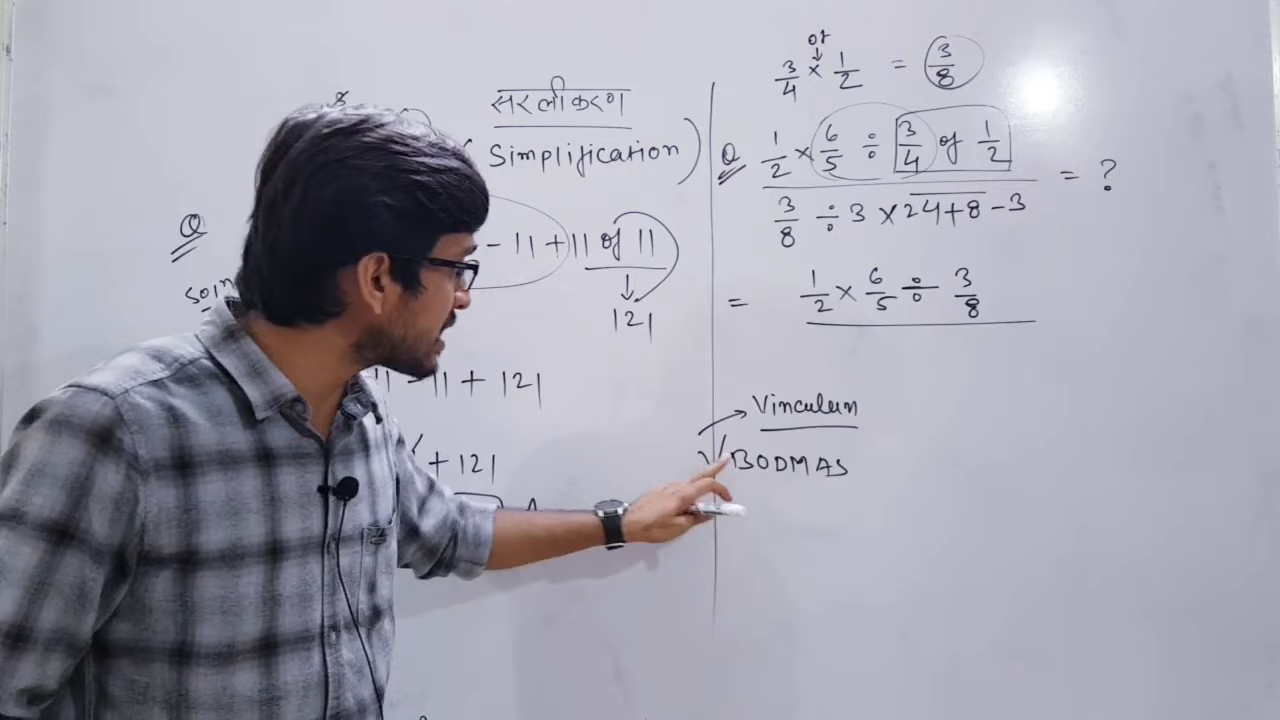 सरलीकरण
( Simplification )
Q
- 11 + 11 of 11
Soln
121
- 11 + 121
+ 121
of
3/4 × 1/2 = 3/8
Q 1/2 × 6/5 ÷ 3/4 of 1/2 = ?
3/8 ÷ 3 × 24+8 - 3
= 1/2 × 6/5 ÷ 3/8
Vinculum
VBODMAS